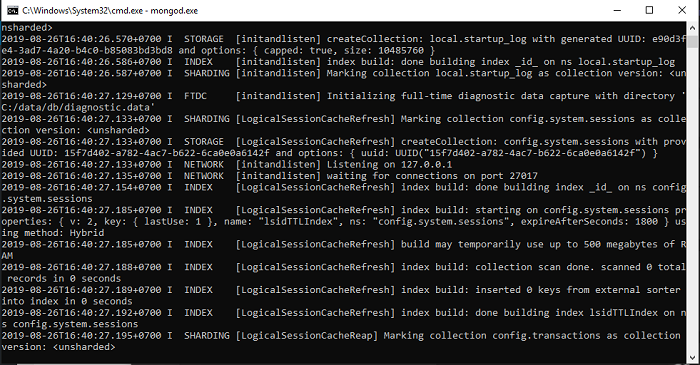 C:\Windows\System32\cmd.exe - mongod.exe
nsharded>
2019-08-26T16:40:26.570+0700 I  STORAGE  [initandlisten] createCollection: local.startup_log with generated UUID: e90d3f
e4-3ad7-4a20-b4c0-b85083bd3bd8 and options: { capped: true, size: 10485760 }
2019-08-26T16:40:26.586+0700 I  INDEX    [initandlisten] index build: done building index _id_ on ns local.startup_log
2019-08-26T16:40:26.587+0700 I  SHARDING [initandlisten] Marking collection local.startup_log as collection version: <un
sharded>
2019-08-26T16:40:27.129+0700 I  FTDC     [initandlisten] Initializing full-time diagnostic data capture with directory '
C:/data/db/diagnostic.data'
2019-08-26T16:40:27.133+0700 I  SHARDING [LogicalSessionCacheRefresh] Marking collection config.system.sessions as colle
ction version: <unsharded>
2019-08-26T16:40:27.133+0700 I  STORAGE  [LogicalSessionCacheRefresh] createCollection: config.system.sessions with prov
ided UUID: 15f7d402-a782-4ac7-b622-6ca0e0a6142f and options: { uuid: UUID("15f7d402-a782-4ac7-b622-6ca0e0a6142f") }
2019-08-26T16:40:27.133+0700 I  NETWORK  [initandlisten] Listening on 127.0.0.1
2019-08-26T16:40:27.135+0700 I  NETWORK  [initandlisten] waiting for connections on port 27017
2019-08-26T16:40:27.154+0700 I  INDEX    [LogicalSessionCacheRefresh] index build: done building index _id_ on ns config
.system.sessions
2019-08-26T16:40:27.185+0700 I  INDEX    [LogicalSessionCacheRefresh] index build: starting on config.system.sessions pr
operties: { v: 2, key: { lastUse: 1 }, name: "lsidTTLIndex", ns: "config.system.sessions", expireAfterSeconds: 1800 } us
ing method: Hybrid
2019-08-26T16:40:27.185+0700 I  INDEX    [LogicalSessionCacheRefresh] build may temporarily use up to 500 megabytes of R
AM
2019-08-26T16:40:27.188+0700 I  INDEX    [LogicalSessionCacheRefresh] index build: collection scan done. scanned 0 total
 records in 0 seconds
2019-08-26T16:40:27.189+0700 I  INDEX    [LogicalSessionCacheRefresh] index build: inserted 0 keys from external sorter
into index in 0 seconds
2019-08-26T16:40:27.192+0700 I  INDEX    [LogicalSessionCacheRefresh] index build: done building index lsidTTLIndex on n
s config.system.sessions
2019-08-26T16:40:27.195+0700 I  SHARDING [LogicalSessionCacheReap] Marking collection config.transactions as collection
version: <unsharded>